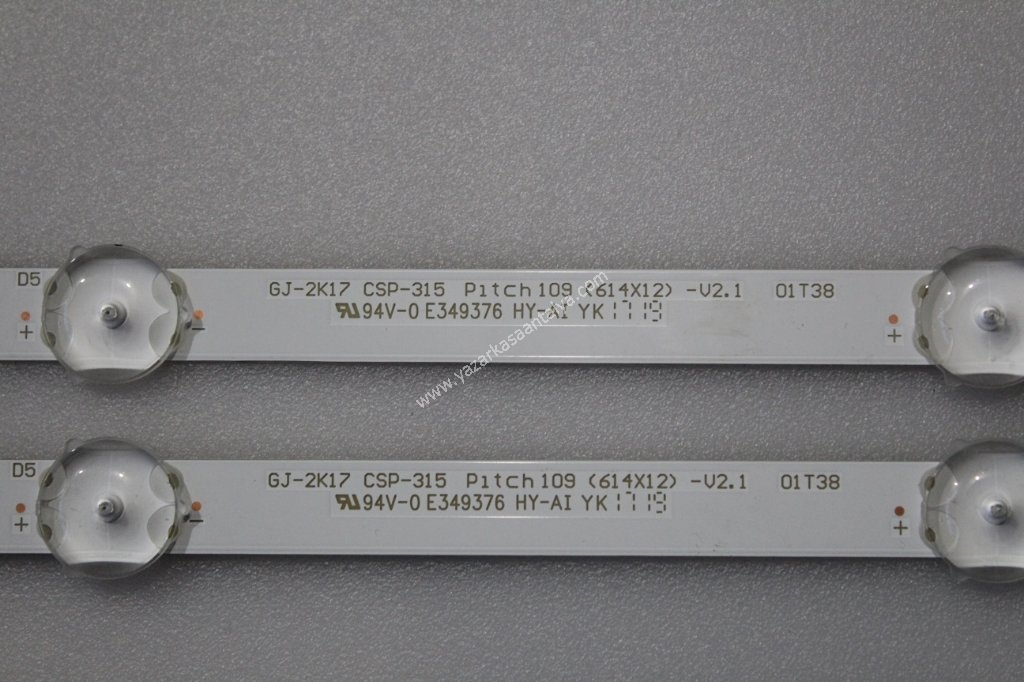 D5
GJ-2K17 CSP-315 Pitch 109 (614X12) -V2.1 01T38
+ - 94V-0 E349376 HY-AI YK 1719 +
www.yazarkasaantalya.com
D5
GJ-2K17 CSP-315 Pitch 109 (614X12) -V2.1 01T38
+ - 94V-0 E349376 HY-AI YK 1719 +